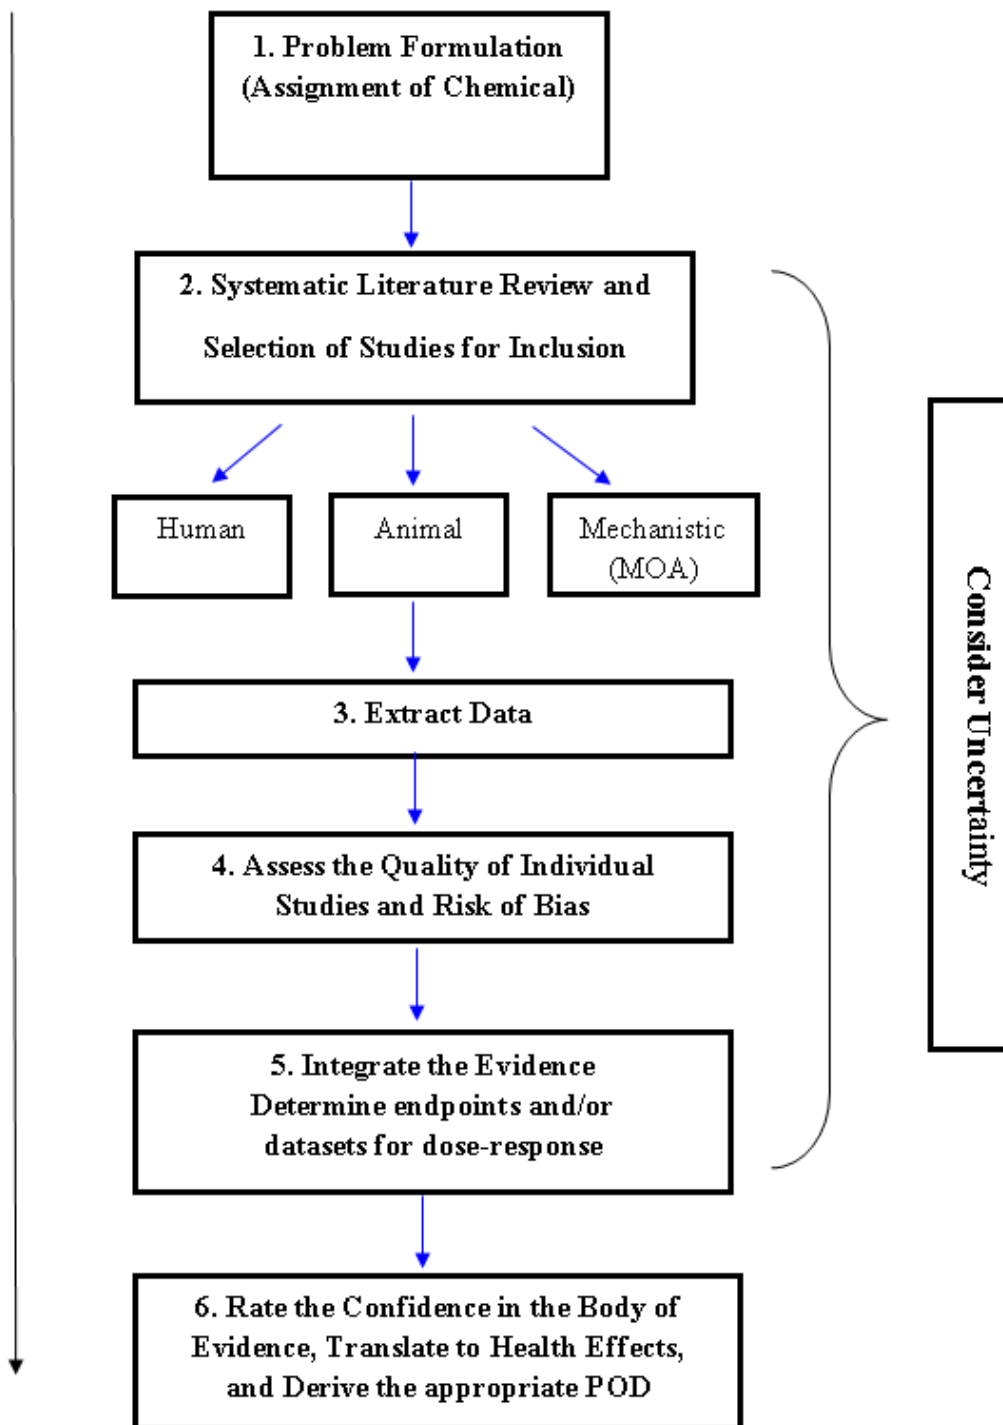 1. Problem Formulation
(Assignment of Chemical)
2. Systematic Literature Review and
Selection of Studies for Inclusion
Human
Animal
Mechanistic
(MOA)
3. Extract Data
4. Assess the Quality of Individual
Studies and Risk of Bias
5. Integrate the Evidence
Determine endpoints and/or
datasets for dose-response
6. Rate the Confidence in the Body of
Evidence, Translate to Health Effects,
and Derive the appropriate POD
Consider Uncertainty